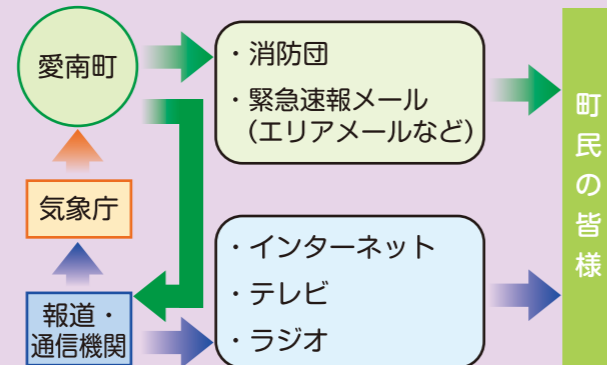 愛南町
・消防団
・緊急速報メール
（エリアメールなど）
町民の皆様
気象庁
・インターネット
・テレビ
・ラジオ
報道・
通信機関